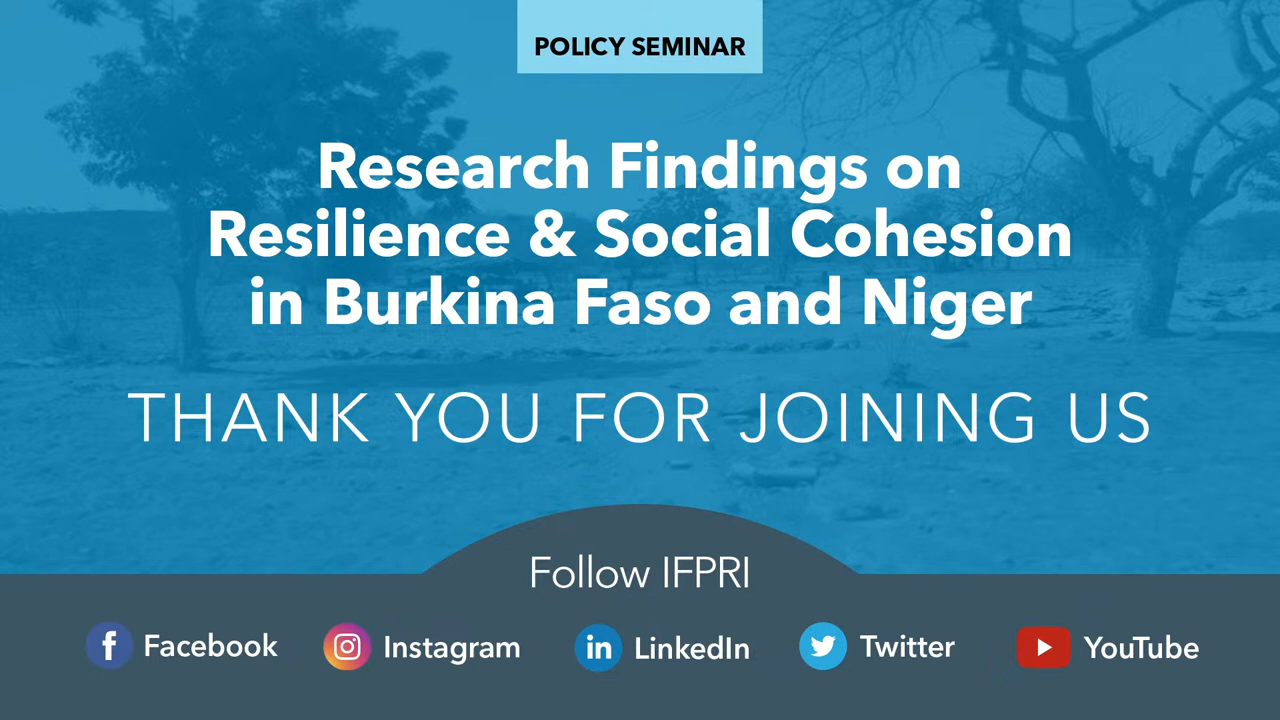 POLICY SEMINAR
Research Findings on
Resilience & Social Cohesion
in Burkina Faso and Niger
THANK YOU FOR JOINING US
Follow IFPRI
Facebook Instagram LinkedIn Twitter YouTube